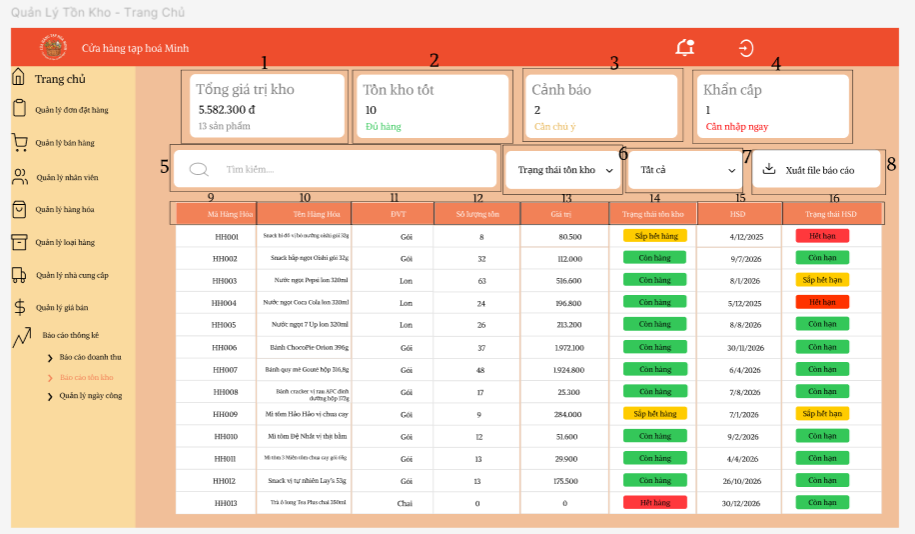 Quản Lý Tồn Kho - Trang Chủ
Cửa hàng tạp hoá Minh
Trang chủ
Quản lý đơn đặt hàng
Quản lý bán hàng
Quản lý nhân viên
Quản lý hàng hóa
Quản lý loại hàng
Quản lý nhà cung cấp
Quản lý giá bán
Báo cáo thống kê
Báo cáo doanh thu
Báo cáo tồn kho
Quản lý ngày công
1 2 3 4
Tổng giá trị kho
5.582.300 đ
13 sản phẩm
Tồn kho tốt
10
Đủ hàng
Cảnh báo
2
Cần chú ý
Khẩn cấp
1
Cần nhập ngay
5 Tìm kiếm...
6 Trạng thái tồn kho
7 Tất cả
8 Xuất file báo cáo
9 10 11 12 13 14 15 16
Mã Hàng Hóa Tên Hàng Hóa ĐVT Số lượng tồn Giá trị Trạng thái tồn kho HSD Trạng thái HSD
HH001 Gói 8 80.500 Sắp hết hàng 4/12/2025 Hết hạn
HH002 Snack bắp ngọt Oishi gói 32g Gói 32 112.000 Còn hàng 9/7/2026 Còn hạn
HH003 Nước ngọt Pepsi lon 320ml Lon 63 516.600 Còn hàng 8/1/2026 Sắp hết hạn
HH004 Nước ngọt Coca Cola lon 320ml Lon 24 196.800 Còn hàng 5/12/2025 Hết hạn
HH005 Nước ngọt 7 Up lon 320ml Lon 26 213.200 Còn hàng 8/8/2026 Còn hạn
HH006 Bánh ChocoPie Orion 396g Gói 37 1.972.100 Còn hàng 30/11/2026 Còn hạn
HH007 Bánh quy mè Gouté hộp 316,8g Gói 48 1.924.800 Còn hàng 6/4/2026 Còn hạn
HH008 Bánh cracker vị rau AFC dinh dưỡng hộp Gói 17 25.300 Còn hàng 7/8/2026 Còn hạn
HH009 Mì tôm Hảo Hảo vị chua cay Gói 9 284.000 Sắp hết hàng 7/1/2026 Sắp hết hạn
HH010 Mì tôm Đệ Nhất vị thịt bằm Gói 12 51.600 Còn hàng 9/2/2026 Còn hạn
HH011 Mì tôm 3 Miền tôm chua cay gói 65g Gói 13 29.900 Còn hàng 4/4/2026 Còn hạn
HH012 Snack vị tự nhiên Lay's 53g Gói 13 175.500 Còn hàng 26/10/2026 Còn hạn
HH013 Trà ô long Tea Plus chai 350ml Chai 0 0 Hết hàng 30/12/2026 Còn hạn